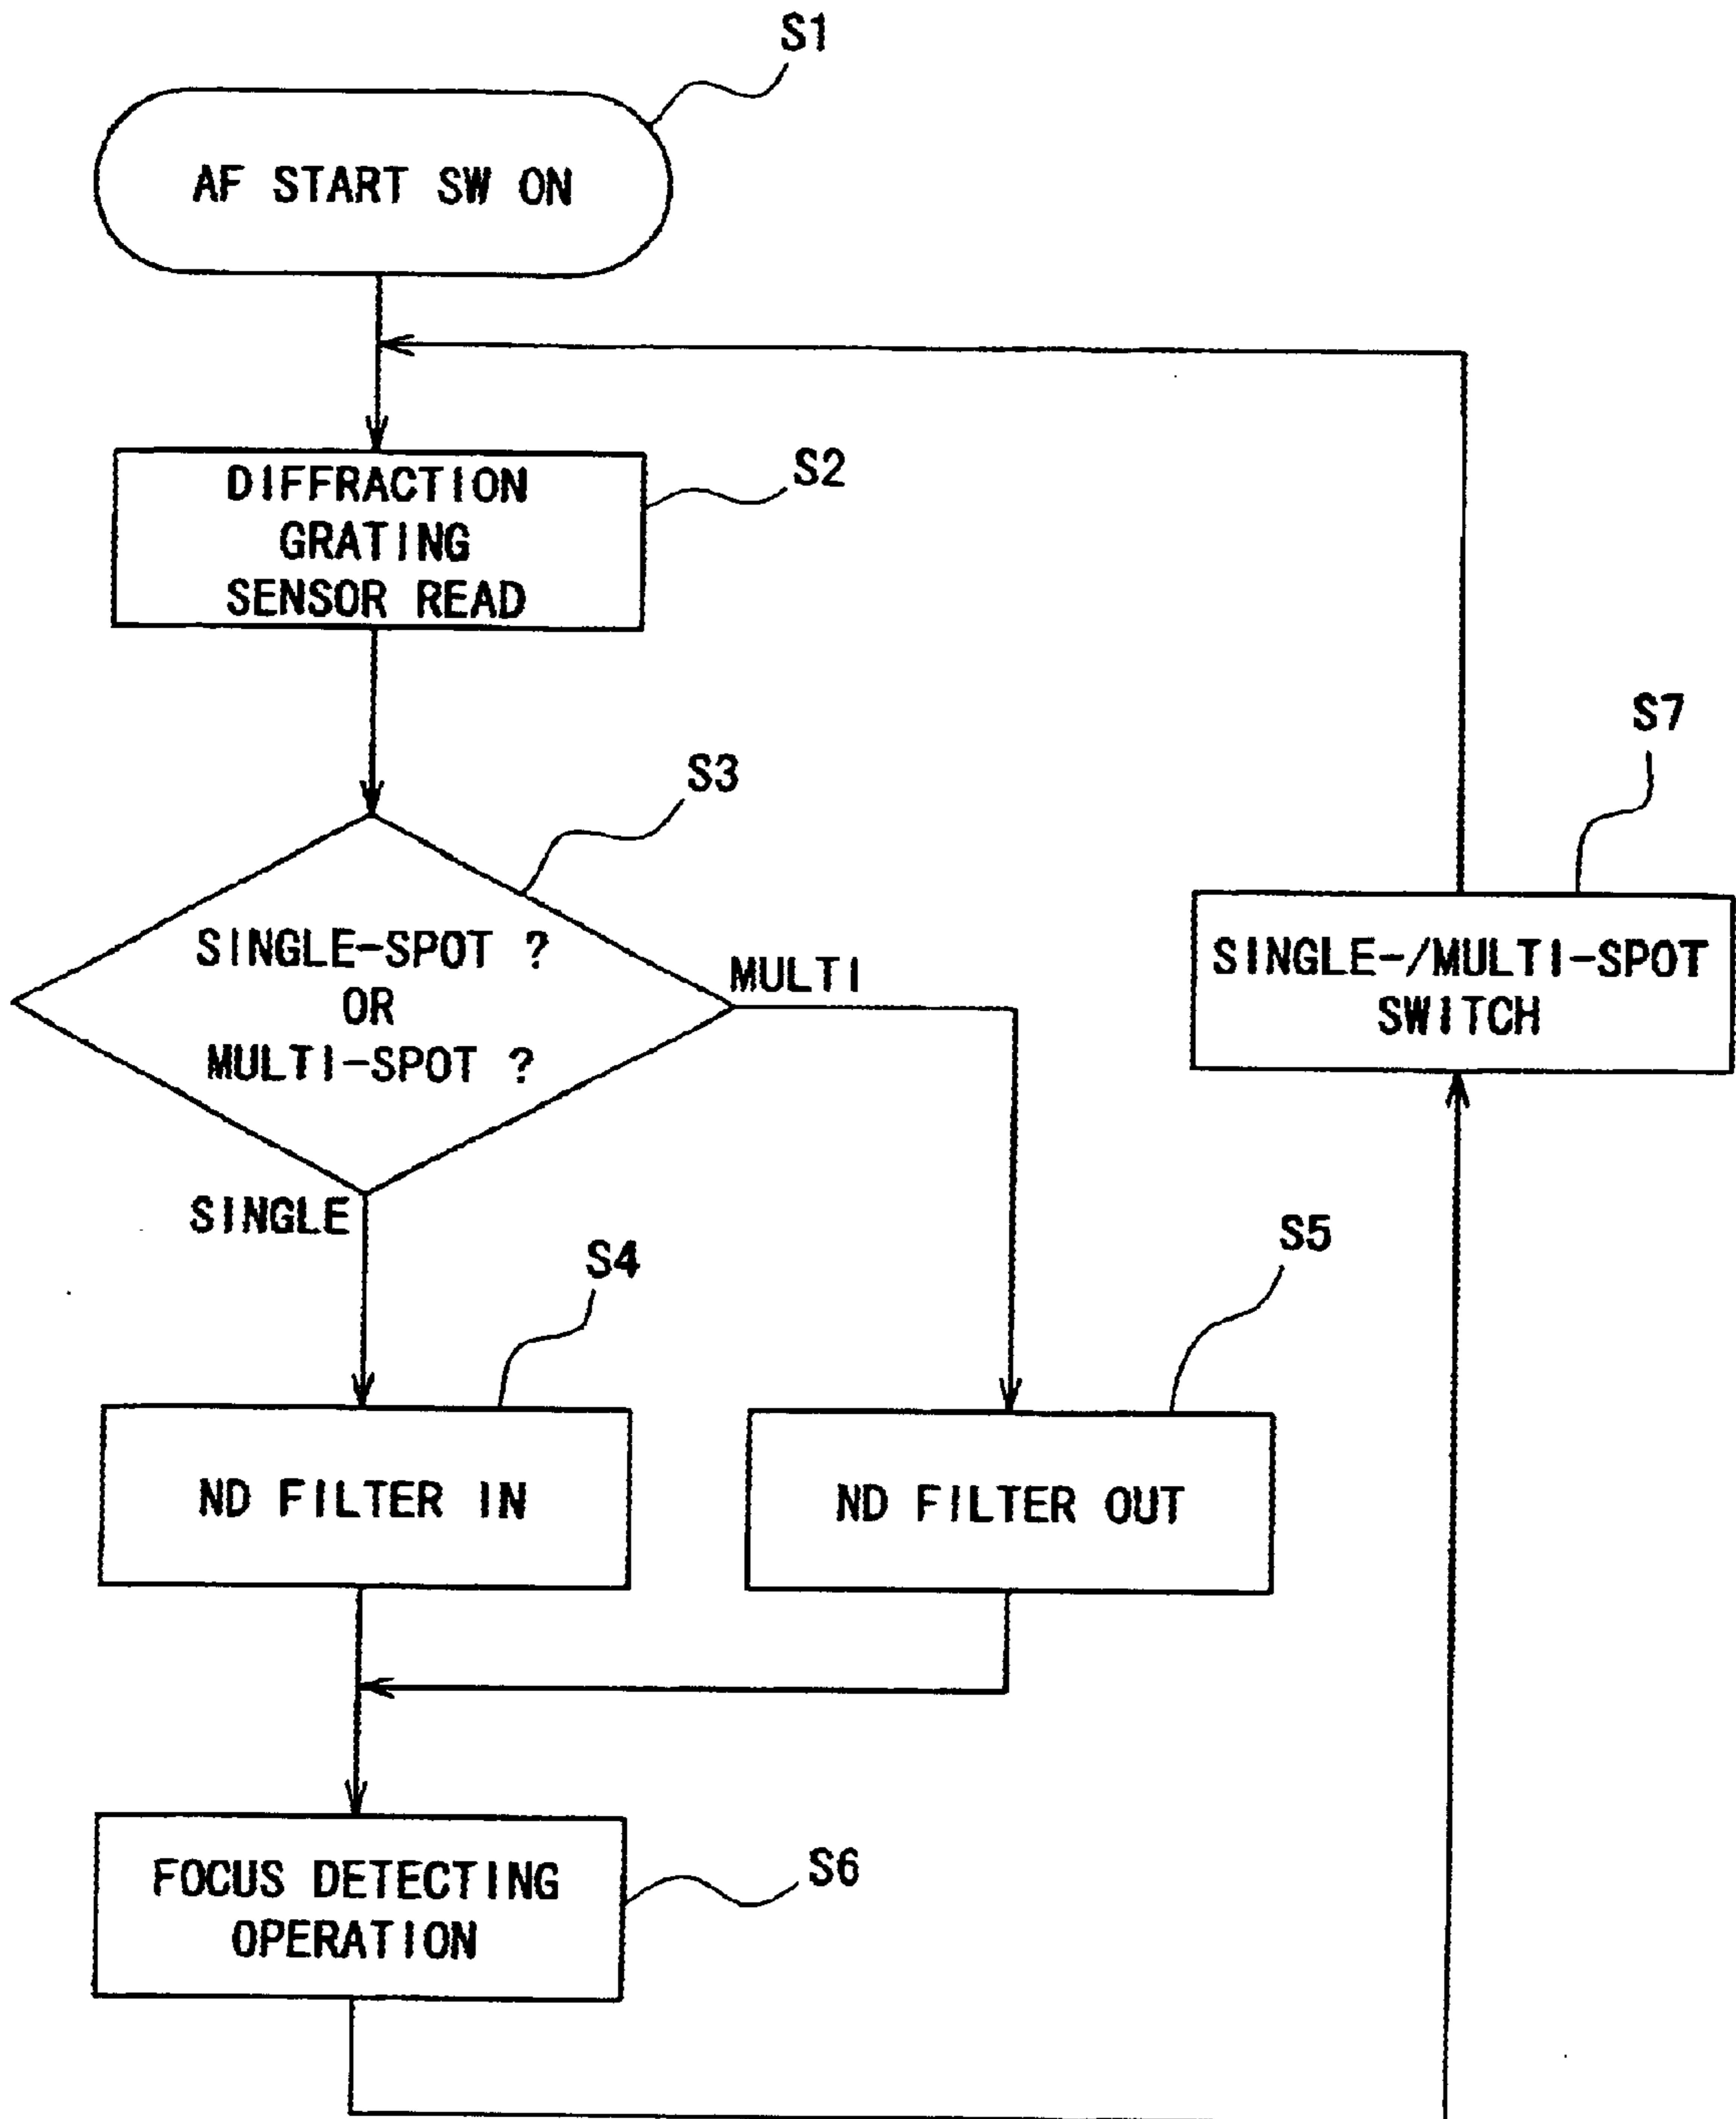 S1
AF START SW ON
S2
DIFFRACTION
GRATING
SENSOR READ
S3
SINGLE-SPOT ?
OR
MULTI-SPOT ?
MULTI
SINGLE
S7
SINGLE-/MULTI-SPOT
SWITCH
S4
ND FILTER IN
S5
ND FILTER OUT
S6
FOCUS DETECTING
OPERATION